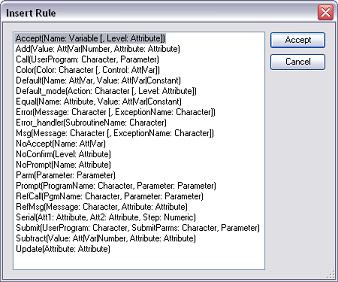 Insert Rule
Accept(Name: Variable [, Level: Attribute])
Add(Value: Att|Var|Number, Attribute: Attribute)
Call(UserProgram: Character, Parameter)
Color(Color: Character [, Control: Att|Var])
Default(Name: Att|Var, Value: Att|Var|Constant)
Default_mode(Action: Character [, Level: Attribute])
Equal(Name: Attribute, Value: Att|Var|Constant)
Error(Message: Character [, ExceptionName: Character])
Error_handler(SubroutineName: Character)
Msg(Message: Character [, ExceptionName: Character])
NoAccept(Name: Att|Var)
NoConfirm(Level: Attribute)
NoPrompt(Name: Attribute)
Parm(Parameter: Parameter)
Prompt(ProgramName: Character, Parameter: Parameter)
RefCall(PgmName: Character, Parameter: Parameter)
RefMsg(Message: Character, Attribute: Attribute)
Serial(Att1: Attribute, Att2: Attribute, Step: Numeric)
Submit(UserProgram: Character, SubmitParms: Character, Parameter)
Subtract(Value: Att|Var|Number, Attribute: Attribute)
Update(Attribute: Attribute)
Accept
Cancel